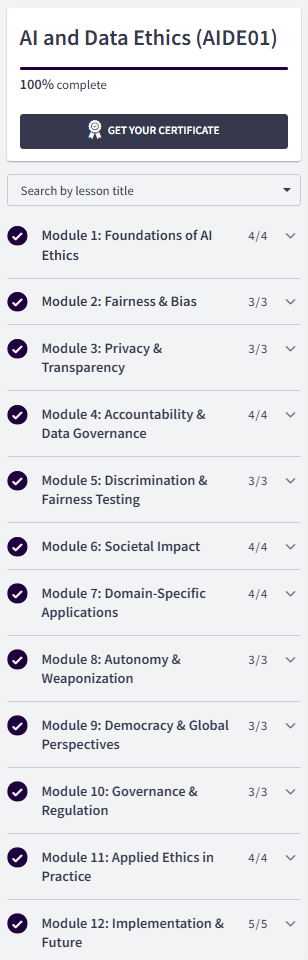 AI and Data Ethics (AIDE01)
100% complete
GET YOUR CERTIFICATE
Search by lesson title
Module 1: Foundations of AI 4/4
Ethics
Module 2: Fairness & Bias 3/3
Module 3: Privacy & 3/3
Transparency
Module 4: Accountability & 4/4
Data Governance
Module 5: Discrimination & 3/3
Fairness Testing
Module 6: Societal Impact 4/4
Module 7: Domain-Specific 4/4
Applications
Module 8: Autonomy & 3/3
Weaponization
Module 9: Democracy & Global 3/3
Perspectives
Module 10: Governance & 3/3
Regulation
Module 11: Applied Ethics in 4/4
Practice
Module 12: Implementation & 5/5
Future